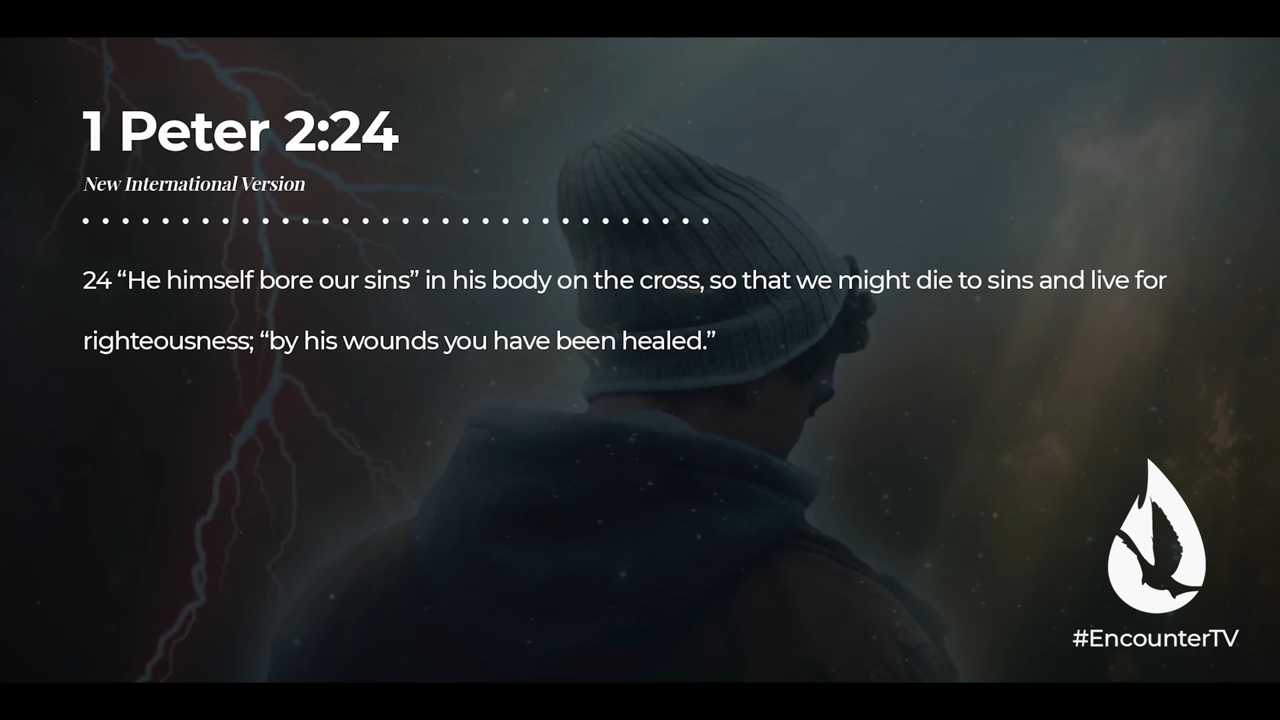 1 Peter 2:24
New International Version
24 “He himself bore our sins” in his body on the cross, so that we might die to sins and live for
righteousness; “by his wounds you have been healed.”
#EncounterTV